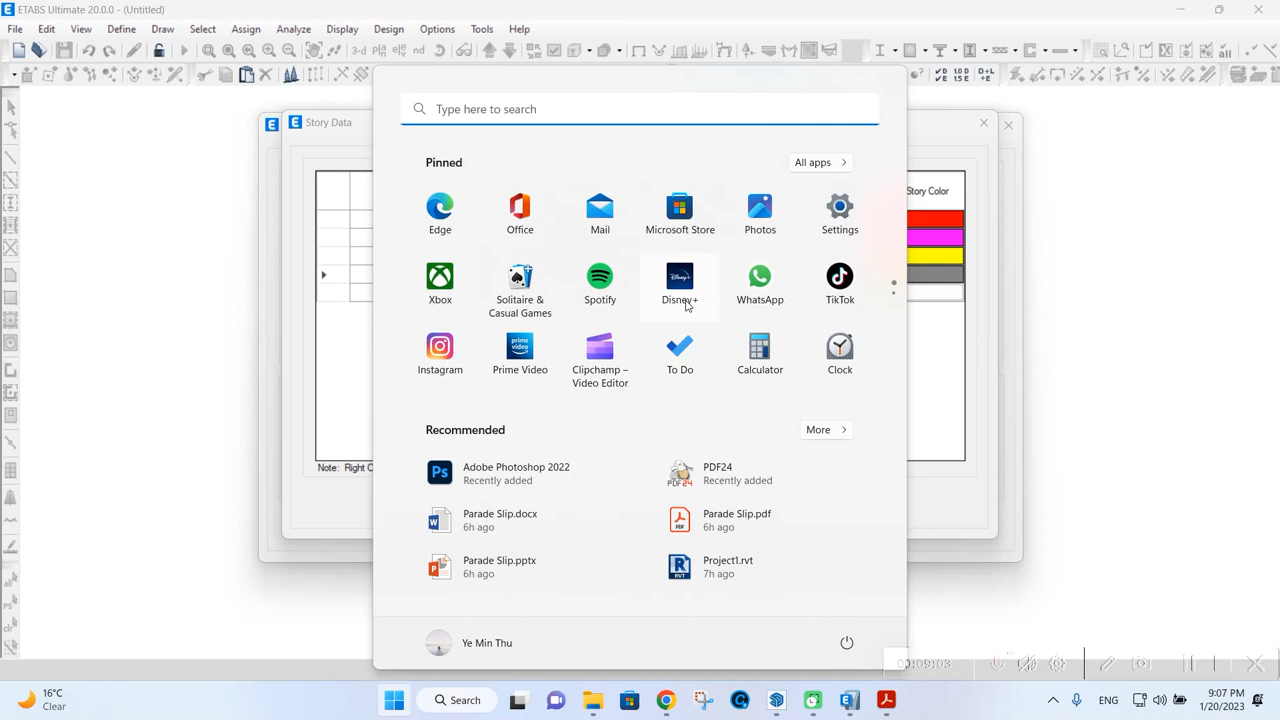 ETABS Ultimate 20.0.0 - (Untitled)
File Edit View Define Draw Select Assign Analyze Display Design Options Tools Help
Story Data
Type here to search
Pinned
All apps
Story Color
Edge Office Mail Microsoft Store Photos Settings
Xbox Solitaire & Casual Games Spotify Disney+ WhatsApp TikTok
Instagram Prime Video Clipchamp – Video Editor To Do Calculator Clock
Recommended
More
Adobe Photoshop 2022
Recently added
PDF24
Recently added
Note: Right C
Parade Slip.docx
6h ago
Parade Slip.pdf
6h ago
Parade Slip.pptx
6h ago
Project1.rvt
7h ago
Ye Min Thu
00:09:03
16°C
Clear
Search
ENG
9:07 PM
1/20/2023